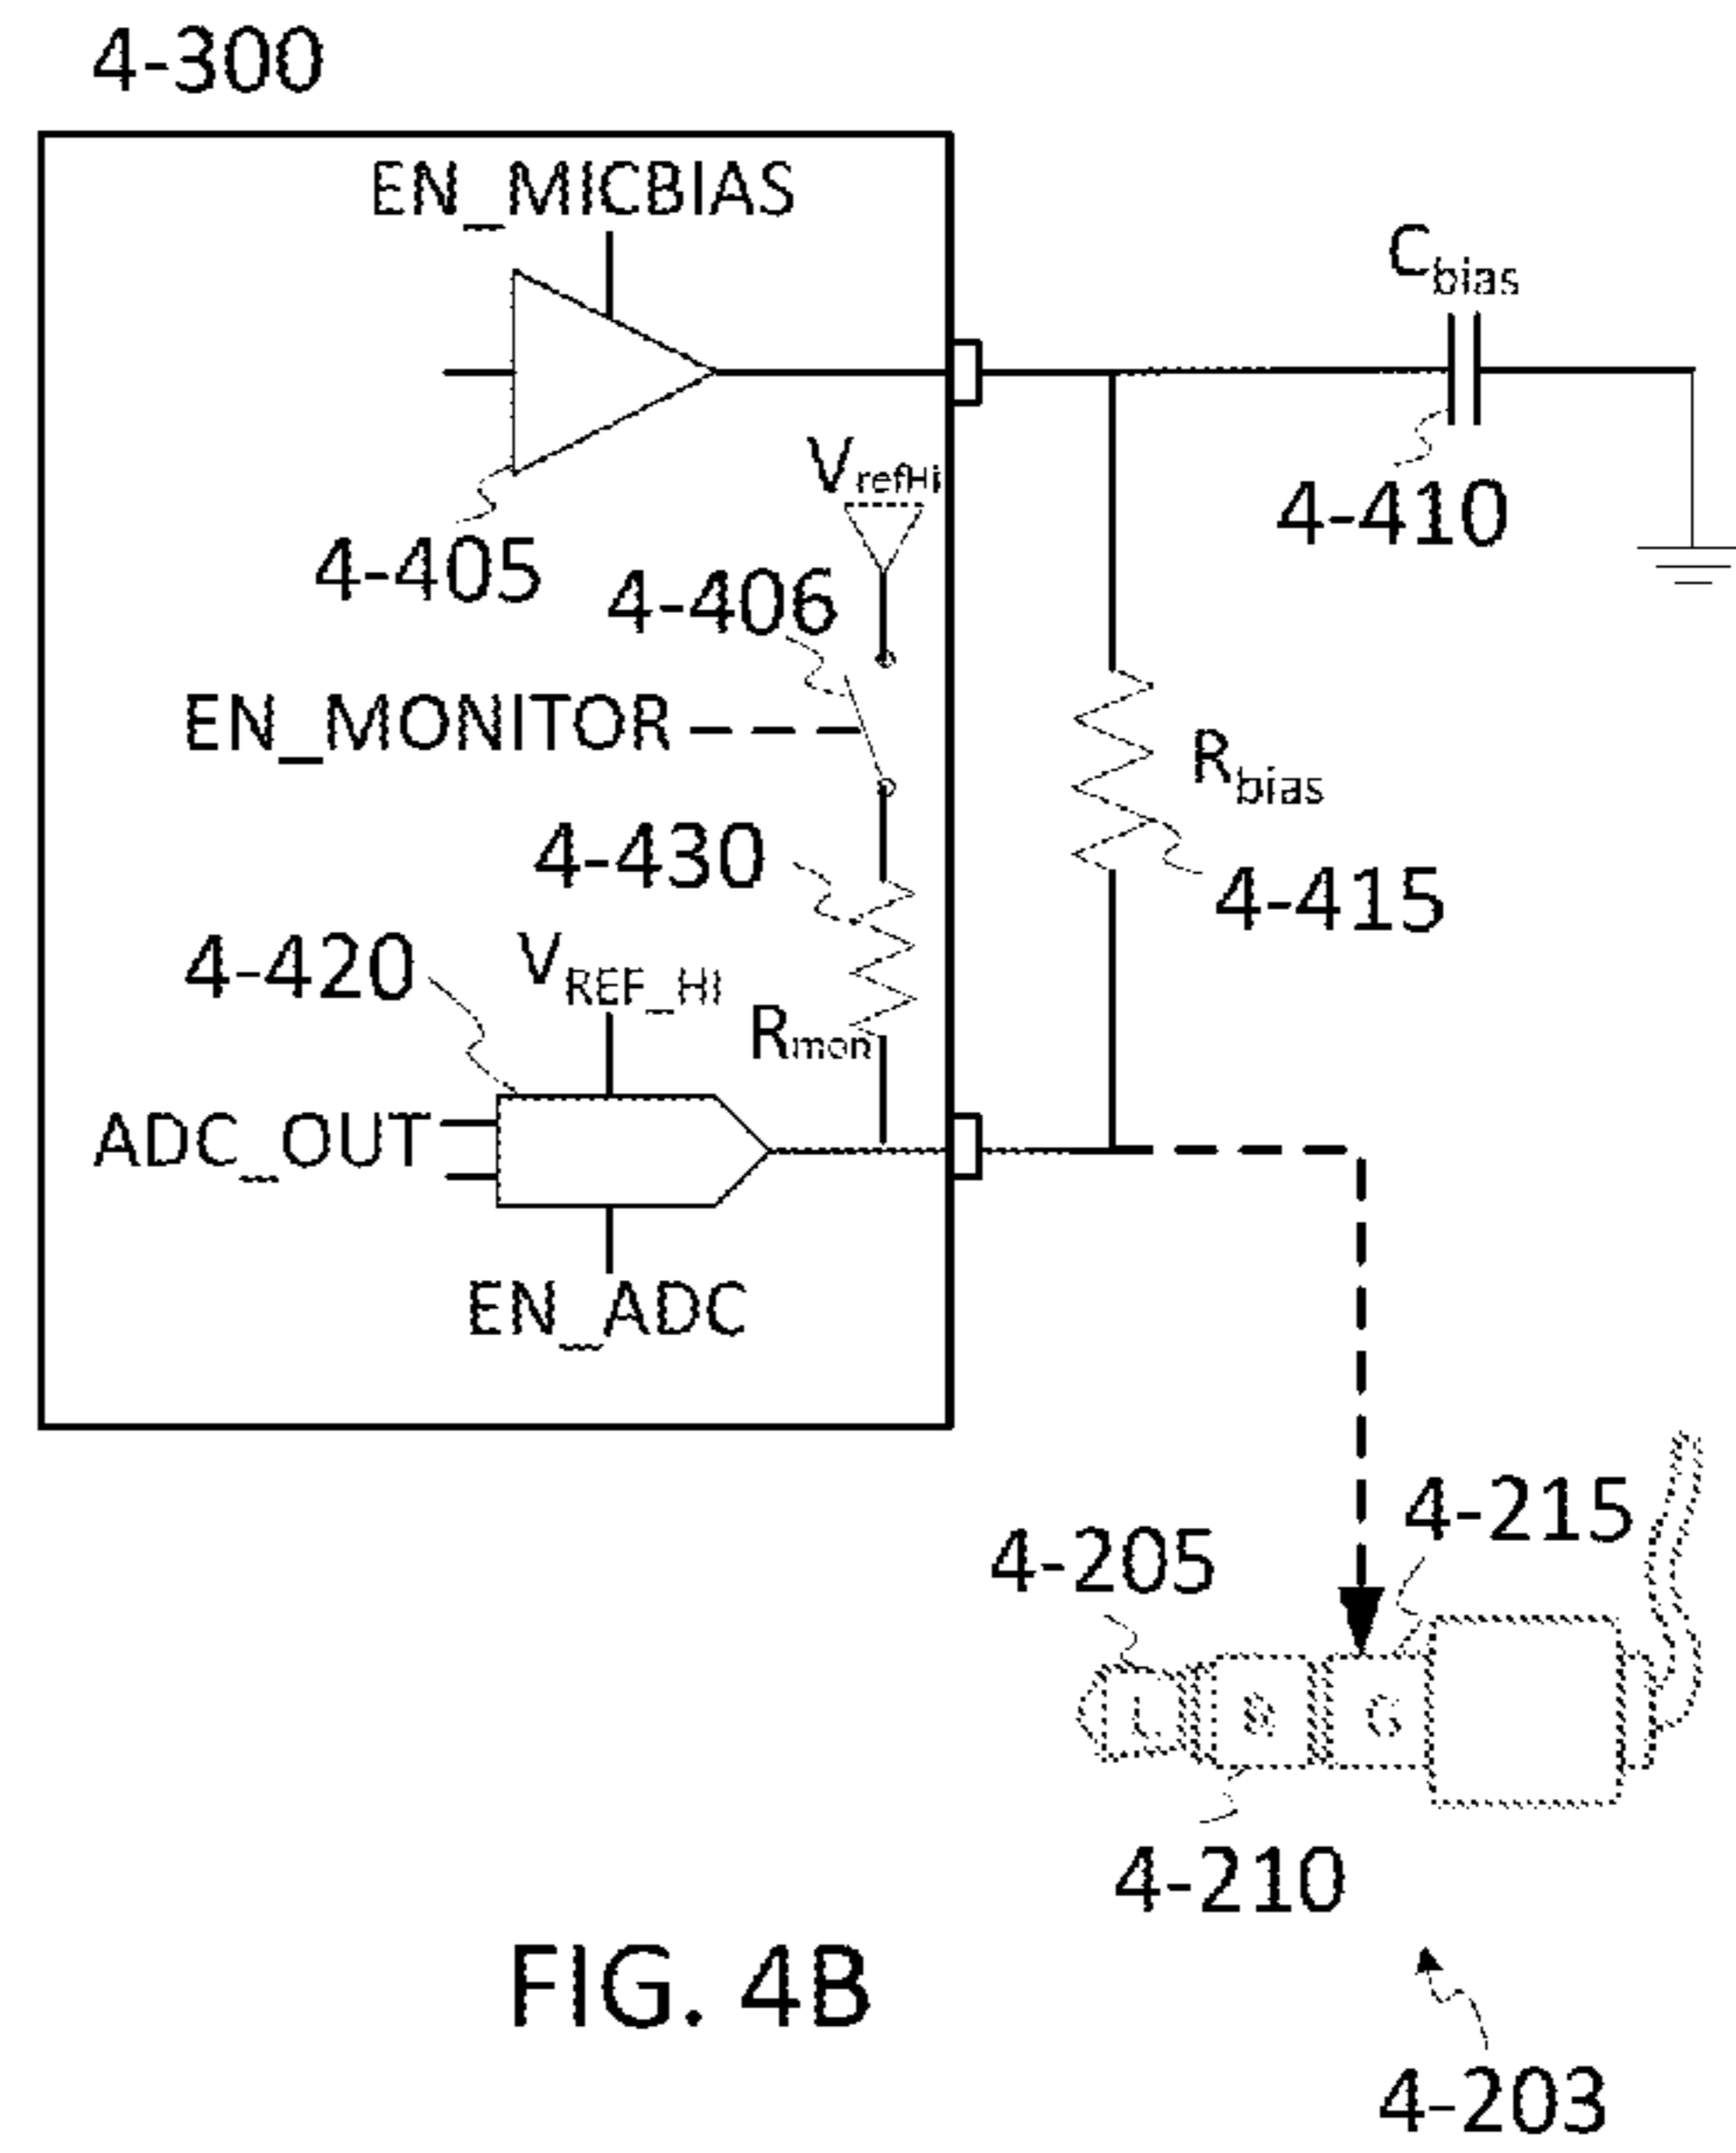 4-300
EN_MICBIAS
Cbias
VrefHi
4-410
4-405
4-406
EN_MONITOR
Rbias
4-430
4-415
4-420
VREF_HI
Rmon
ADC_OUT
EN_ADC
4-215
4-205
L
G
4-210
FIG. 4B
4-203